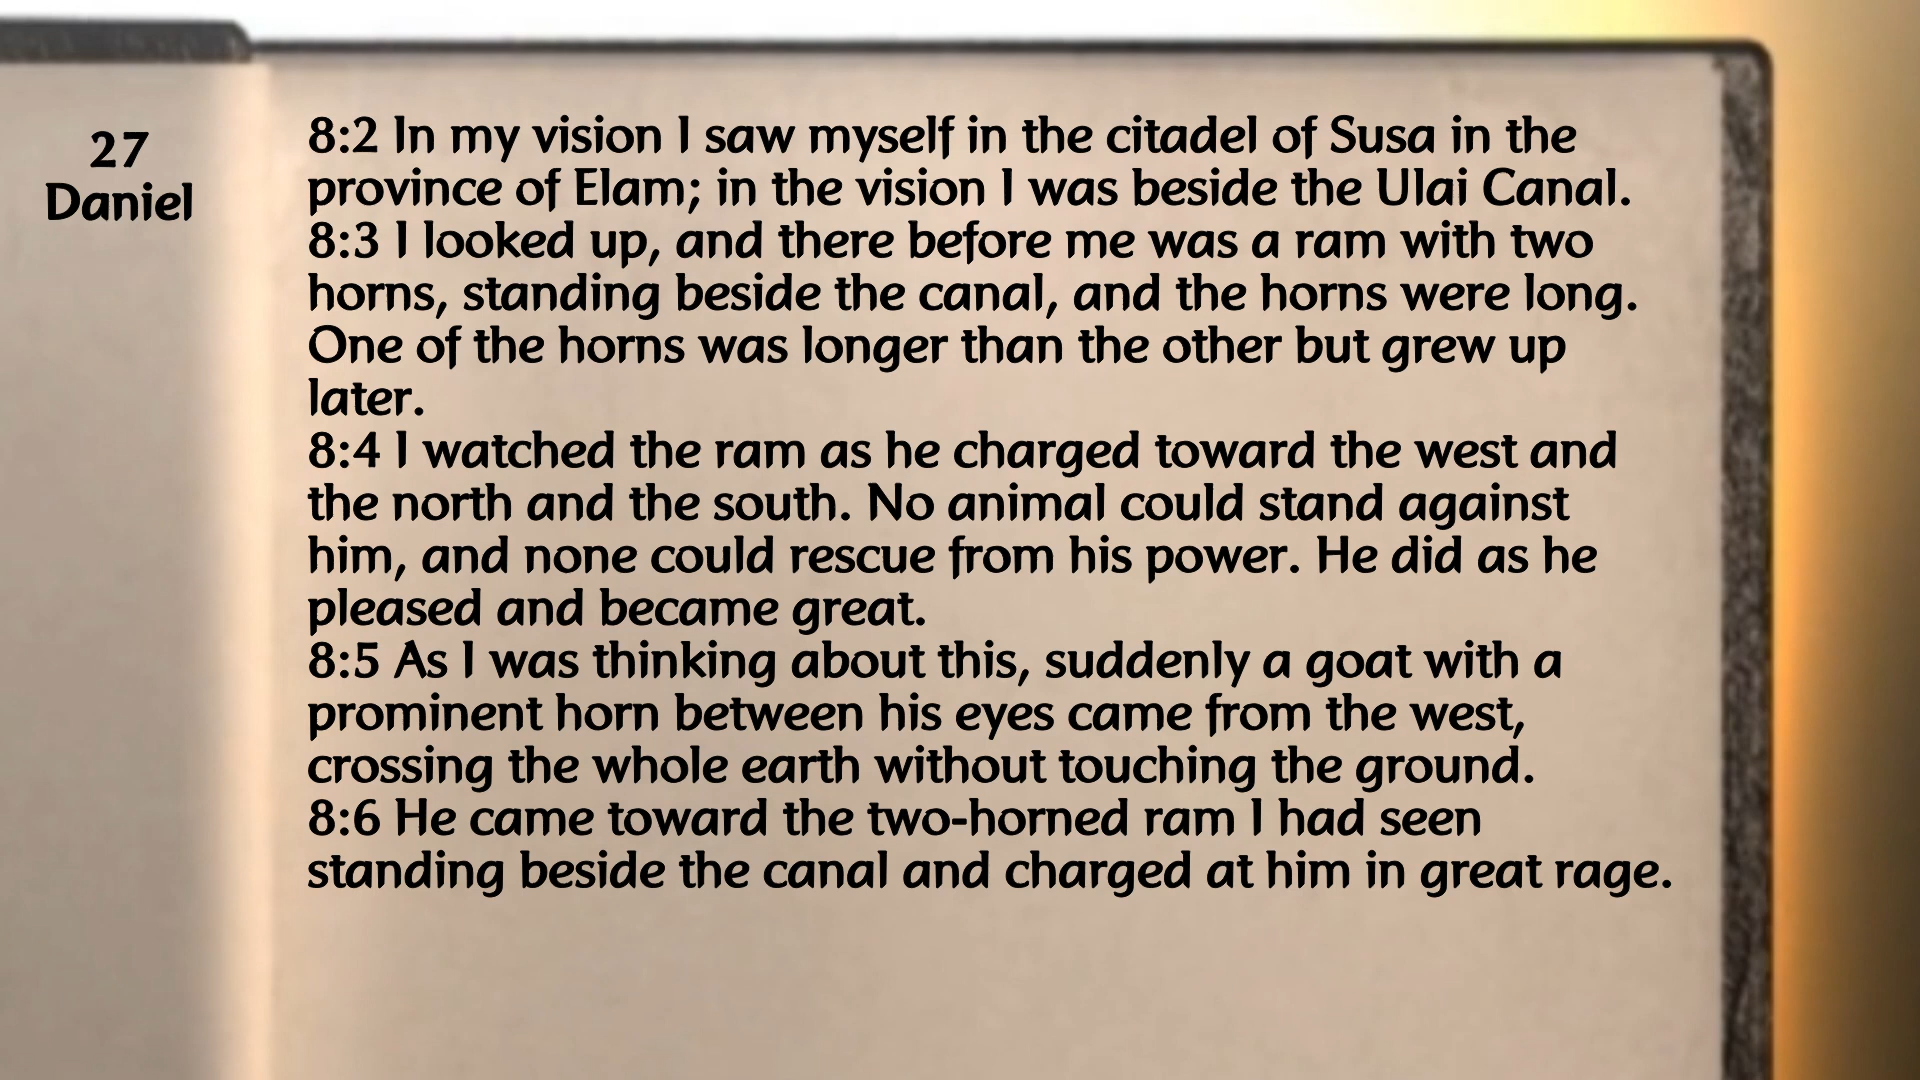 27
Daniel
8:2 In my vision I saw myself in the citadel of Susa in the
province of Elam; in the vision I was beside the Ulai Canal.
8:3 I looked up, and there before me was a ram with two
horns, standing beside the canal, and the horns were long.
One of the horns was longer than the other but grew up
later.
8:4 I watched the ram as he charged toward the west and
the north and the south. No animal could stand against
him, and none could rescue from his power. He did as he
pleased and became great.
8:5 As I was thinking about this, suddenly a goat with a
prominent horn between his eyes came from the west,
crossing the whole earth without touching the ground.
8:6 He came toward the two-horned ram I had seen
standing beside the canal and charged at him in great rage.